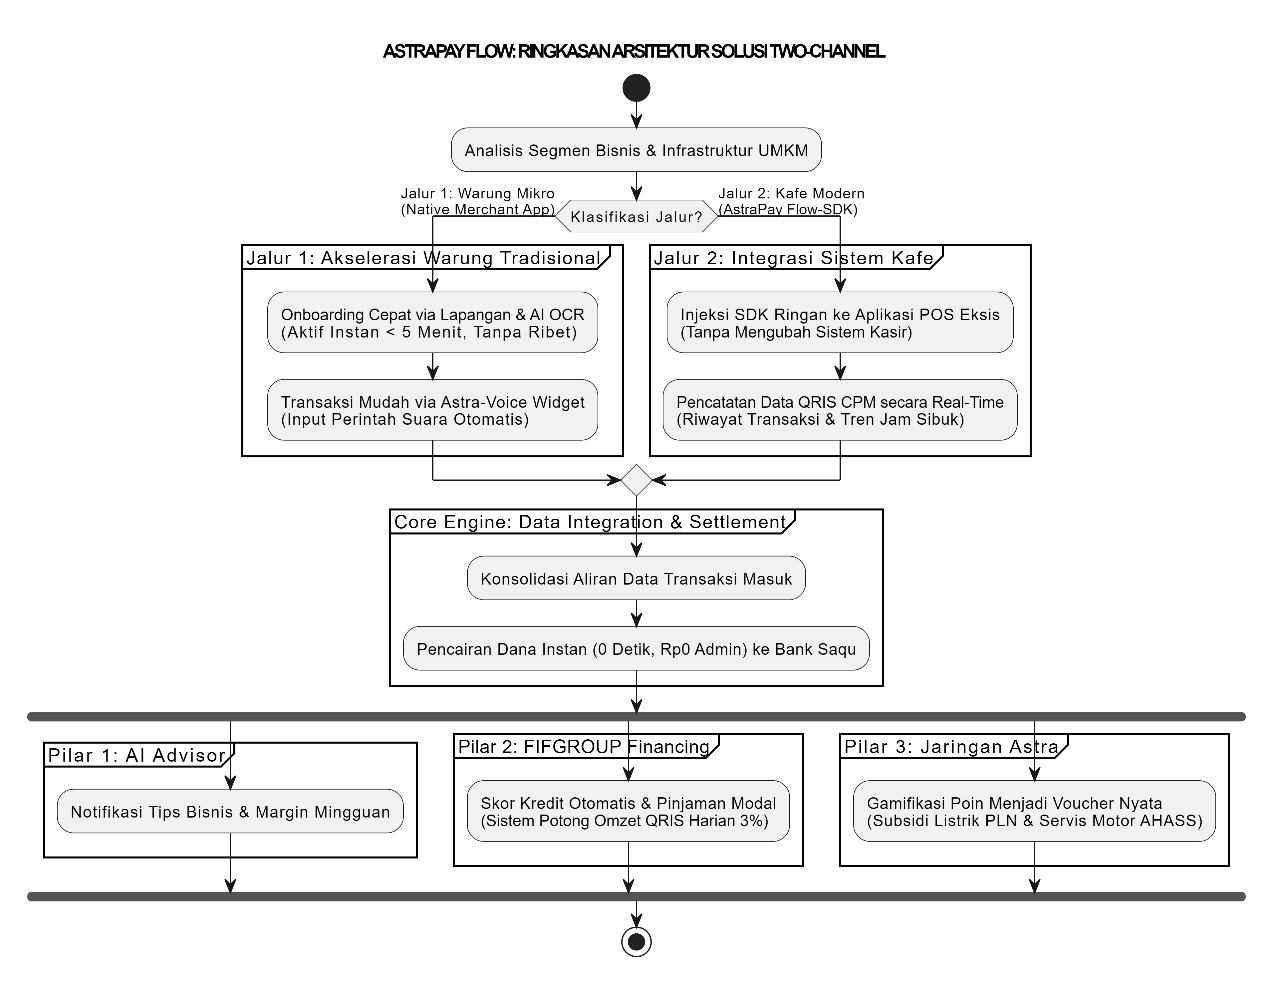 ASTRAPAY FLOW: RINGKASAN ARSITEKTUR SOLUSI TWO-CHANNEL
Analisis Segmen Bisnis & Infrastruktur UMKM
Jalur 1: Warung Mikro
(Native Merchant App)
Klasifikasi Jalur?
Jalur 2: Kafe Modern
(AstraPay Flow-SDK)
Jalur 1: Akselerasi Warung Tradisional
Onboarding Cepat via Lapangan & AI OCR
(Aktif Instan < 5 Menit, Tanpa Ribet)
Transaksi Mudah via Astra-Voice Widget
(Input Perintah Suara Otomatis)
Jalur 2: Integrasi Sistem Kafe
Injeksi SDK Ringan ke Aplikasi POS Eksis
(Tanpa Mengubah Sistem Kasir)
Pencatatan Data QRIS CPM secara Real-Time
(Riwayat Transaksi & Tren Jam Sibuk)
Core Engine: Data Integration & Settlement
Konsolidasi Aliran Data Transaksi Masuk
Pencairan Dana Instan (0 Detik, Rp0 Admin) ke Bank Saqu
Pilar 1: AI Advisor
Notifikasi Tips Bisnis & Margin Mingguan
Pilar 2: FIFGROUP Financing
Skor Kredit Otomatis & Pinjaman Modal
(Sistem Potong Omzet QRIS Harian 3%)
Pilar 3: Jaringan Astra
Gamifikasi Poin Menjadi Voucher Nyata
(Subsidi Listrik PLN & Servis Motor AHASS)